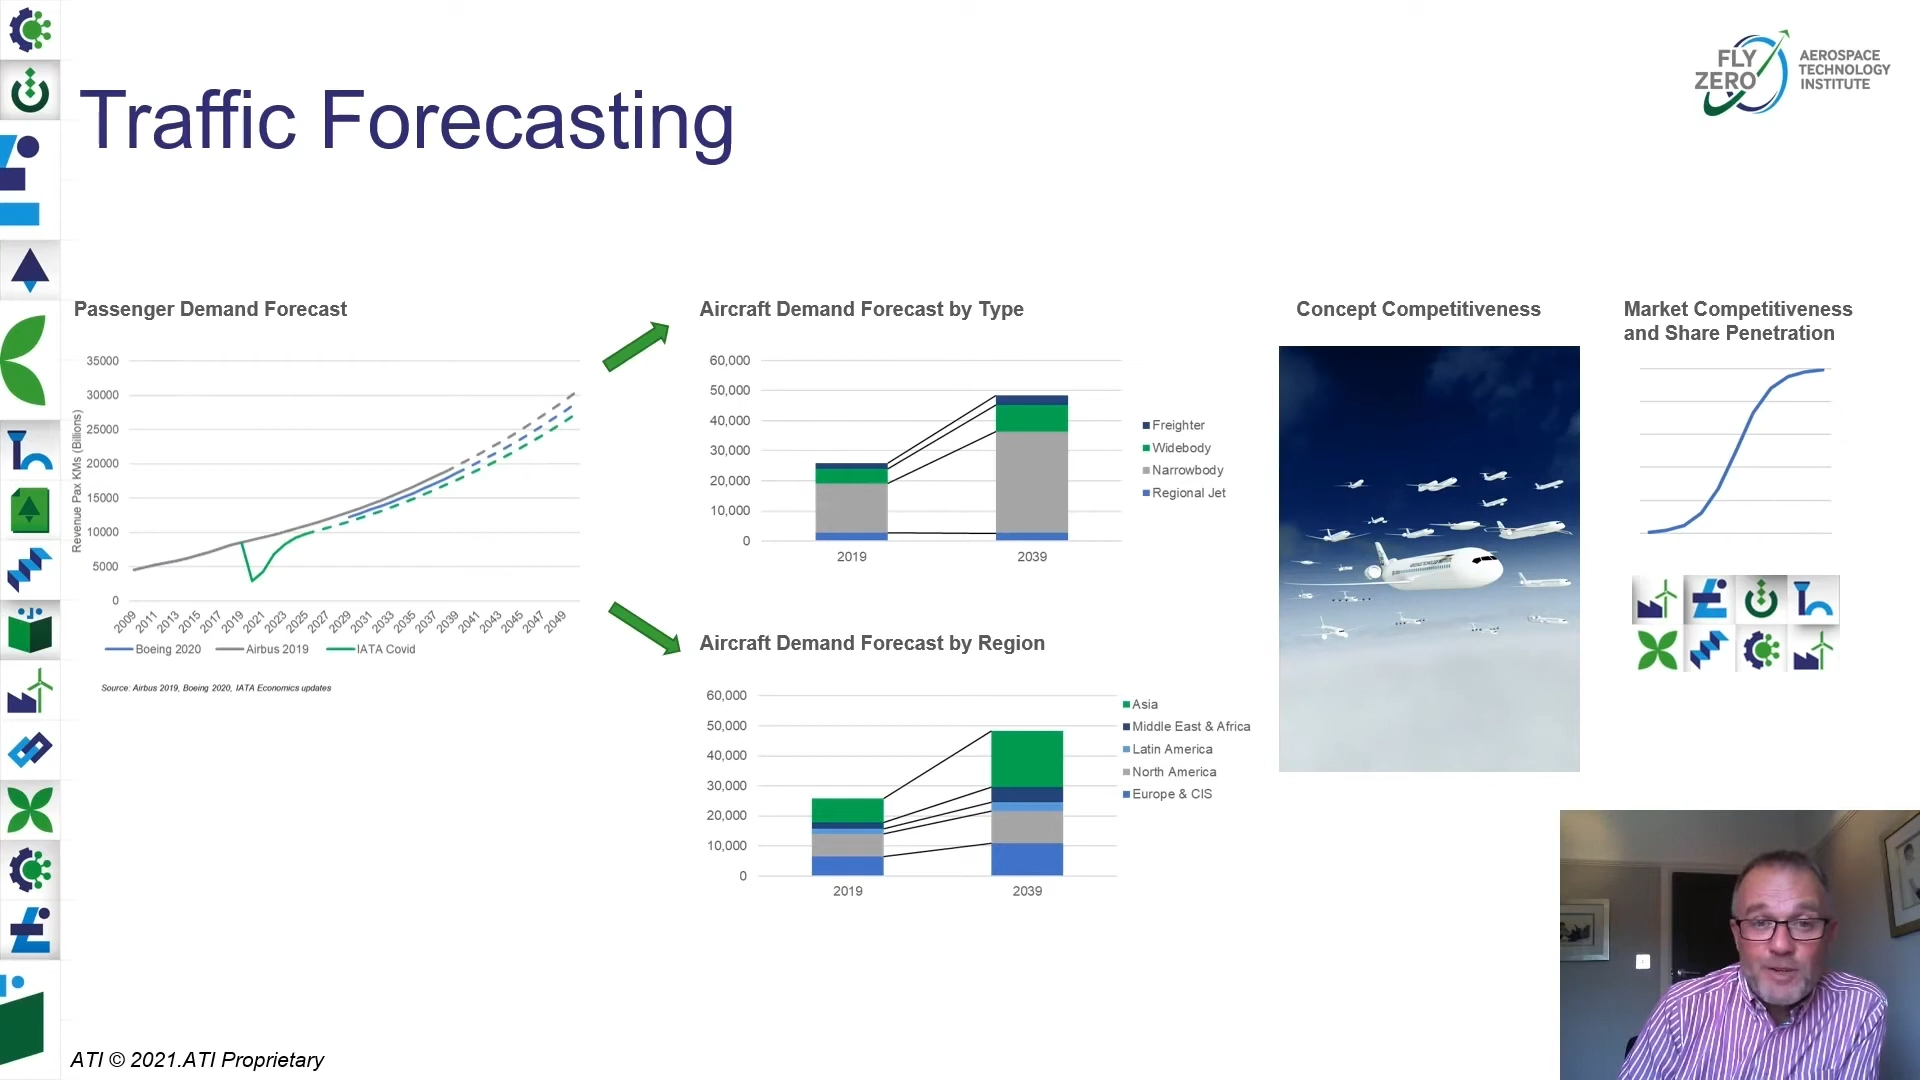 FLY
ZERO
AEROSPACE
TECHNOLOGY
INSTITUTE
Traffic Forecasting
Passenger Demand Forecast
35000
30000
25000
20000
15000
10000
5000
0
Revenue Pax KMs (Billions)
2009 2011 2013 2015 2017 2019 2021 2023 2025 2027 2029 2031 2033 2035 2037 2039 2041 2043 2045 2047 2049
Boeing 2020 Airbus 2019 IATA Covid
Source: Airbus 2019, Boeing 2020, IATA Economics updates
Aircraft Demand Forecast by Type
60,000
50,000
40,000
30,000
20,000
10,000
0
2019 2039
Freighter
Widebody
Narrowbody
Regional Jet
Aircraft Demand Forecast by Region
60,000
50,000
40,000
30,000
20,000
10,000
0
2019 2039
Asia
Middle East & Africa
Latin America
North America
Europe & CIS
Concept Competitiveness
Market Competitiveness
and Share Penetration
ATI © 2021.ATI Proprietary